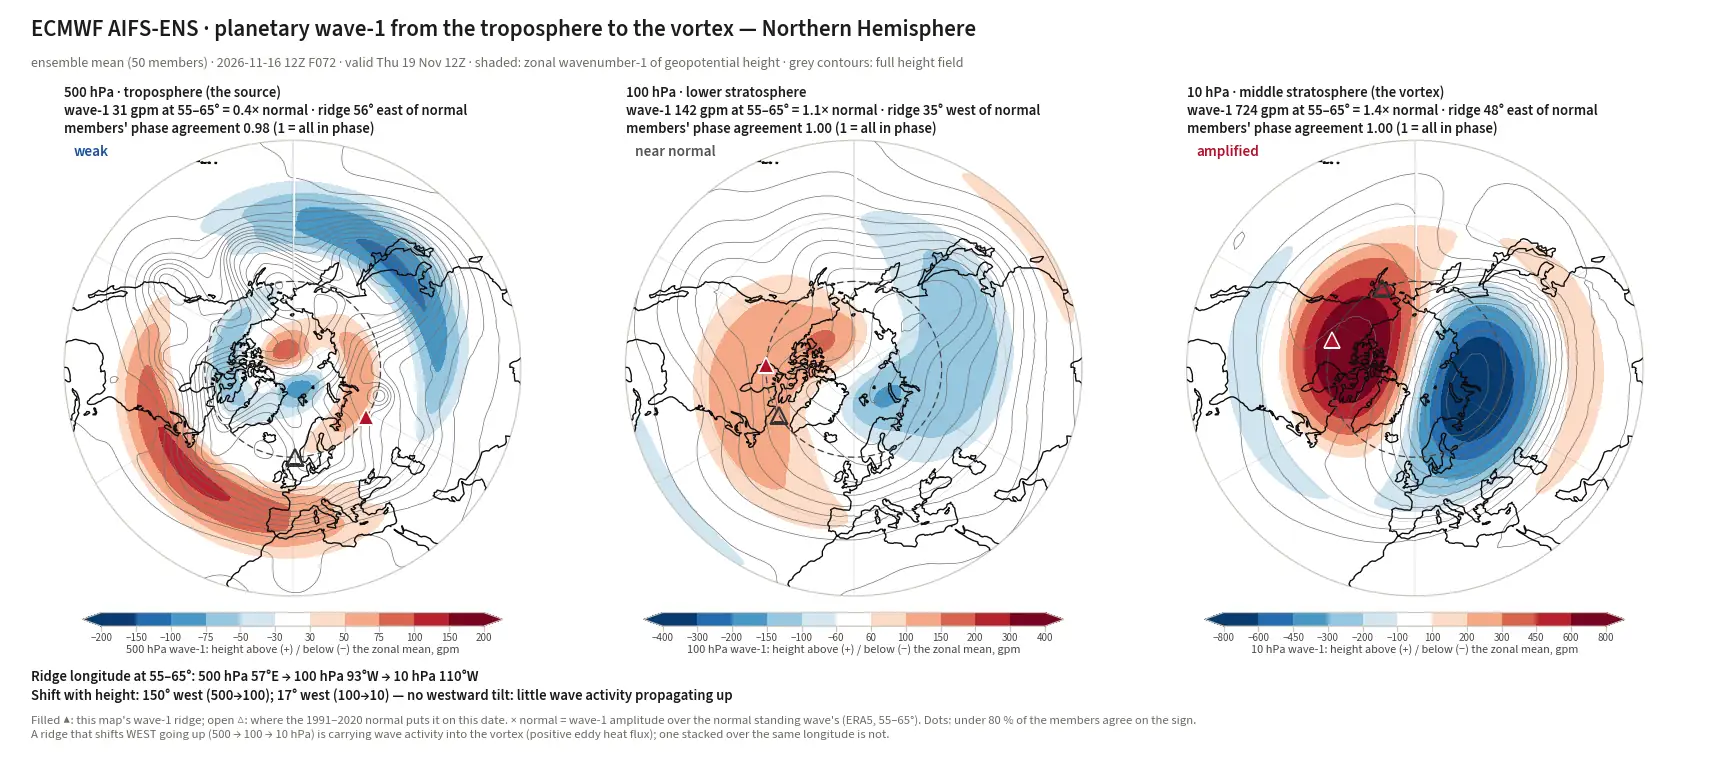 ECMWF AIFS-ENS · planetary wave-1 from the troposphere to the vortex — Northern Hemisphere
ensemble mean (50 members) · 2026-11-16 12Z F072 · valid Thu 19 Nov 12Z · shaded: zonal wavenumber-1 of geopotential height · grey contours: full height field
500 hPa · troposphere (the source)
wave-1 31 gpm at 55–65° = 0.4× normal · ridge 56° east of normal
members' phase agreement 0.98 (1 = all in phase)
weak
100 hPa · lower stratosphere
wave-1 142 gpm at 55–65° = 1.1× normal · ridge 35° west of normal
members' phase agreement 1.00 (1 = all in phase)
near normal
10 hPa · middle stratosphere (the vortex)
wave-1 724 gpm at 55–65° = 1.4× normal · ridge 48° east of normal
members' phase agreement 1.00 (1 = all in phase)
amplified
−200 −150 −100 −75 −50 −30 30 50 75 100 150 200
500 hPa wave-1: height above (+) / below (−) the zonal mean, gpm
−400 −300 −200 −150 −100 −60 60 100 150 200 300 400
100 hPa wave-1: height above (+) / below (−) the zonal mean, gpm
−800 −600 −450 −300 −200 −100 100 200 300 450 600 800
10 hPa wave-1: height above (+) / below (−) the zonal mean, gpm
Ridge longitude at 55–65°: 500 hPa 57°E → 100 hPa 93°W → 10 hPa 110°W
Shift with height: 150° west (500→100); 17° west (100→10) — no westward tilt: little wave activity propagating up
Filled ▲: this map's wave-1 ridge; open △: where the 1991–2020 normal puts it on this date. × normal = wave-1 amplitude over the normal standing wave's (ERA5, 55–65°). Dots: under 80 % of the members agree on the sign.
A ridge that shifts WEST going up (500 → 100 → 10 hPa) is carrying wave activity into the vortex (positive eddy heat flux); one stacked over the same longitude is not.